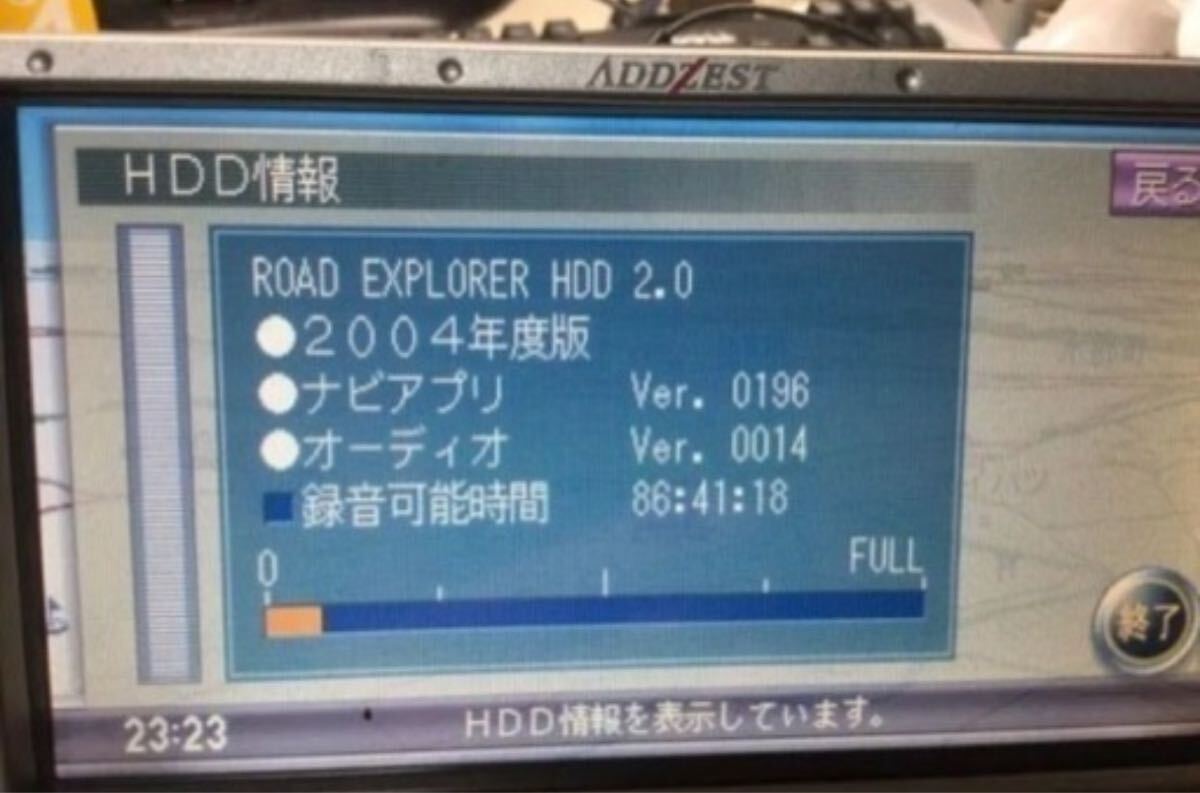 ADDZEST
HDD情報
戻る
ROAD EXPLORER HDD 2.0
●2004年度版
●ナビアプリ Ver. 0196
●オーディオ Ver. 0014
■録音可能時間 86:41:18
0 FULL
終了
23:23 HDD情報を表示しています。